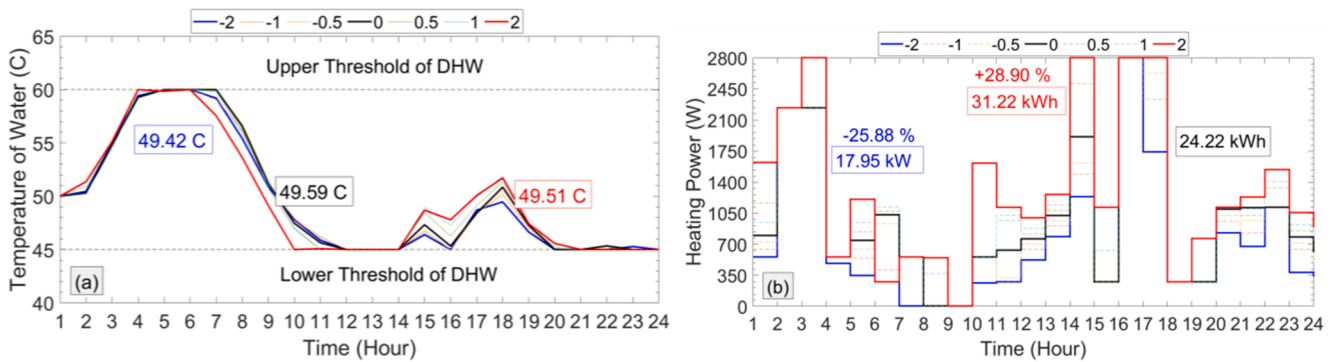 -2 -1 -0.5 0 0.5 1 2
Temperature of Water (C)
65
60
55
50
45
40
Upper Threshold of DHW
49.42 C
49.59 C
49.51 C
Lower Threshold of DHW
(a)
1 2 3 4 5 6 7 8 9 10 11 12 13 14 15 16 17 18 19 20 21 22 23 24
Time (Hour)
-2 -1 -0.5 0 0.5 1 2
Heating Power (W)
2800
2450
2100
1750
1400
1050
700
350
0
+28.90 %
31.22 kWh
-25.88 %
17.95 kW
24.22 kWh
(b)
1 2 3 4 5 6 7 8 9 10 11 12 13 14 15 16 17 18 19 20 21 22 23 24
Time (Hour)